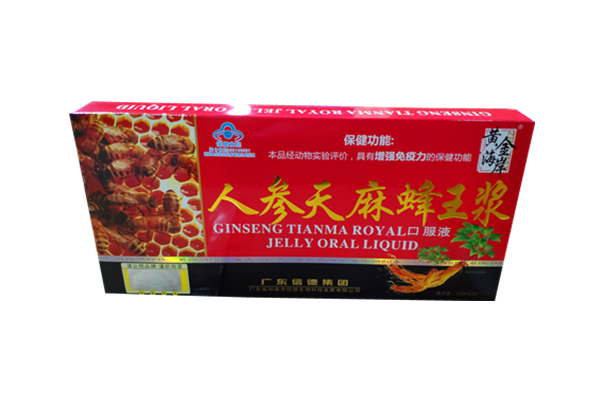 GINSENG TIANMA ROYAL JELLY ORAL LIQUID
保健功能:
本品经动物实验评价，具有增强免疫力的保健功能
黄金海岸
人参天麻蜂王浆
GINSENG TIANMA ROYAL口服液
JELLY ORAL LIQUID
广东信德集团